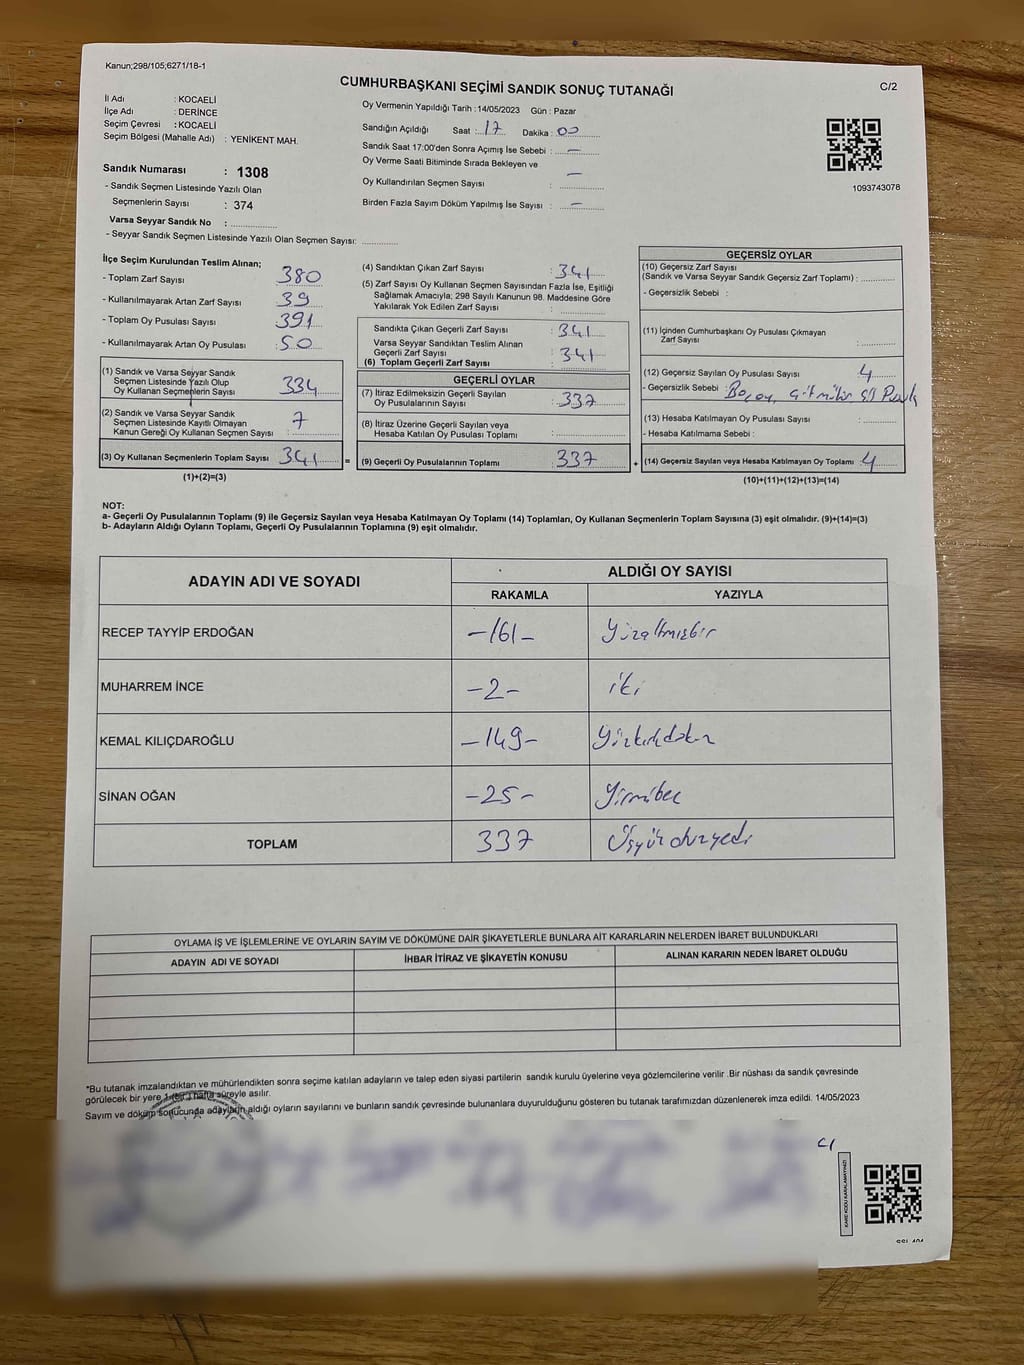 Kanun;298/105;6271/18-1
CUMHURBAŞKANI SEÇİMİ SANDIK SONUÇ TUTANAĞI
C/2
İl Adı : KOCAELİ
İlçe Adı : DERİNCE
Seçim Çevresi : KOCAELİ
Seçim Bölgesi (Mahalle Adı) : YENİKENT MAH.
Sandık Numarası : 1308
- Sandık Seçmen Listesinde Yazılı Olan
Seçmenlerin Sayısı : 374
Varsa Seyyar Sandık No :
- Seyyar Sandık Seçmen Listesinde Yazılı Olan Seçmen Sayısı:
Oy Vermenin Yapıldığı Tarih :14/05/2023 Gün : Pazar
Sandığın Açıldığı Saat : 17 Dakika : 00
Sandık Saat 17:00'den Sonra Açımış İse Sebebi : —
Oy Verme Saati Bitiminde Sırada Bekleyen ve —
Oy Kullandırılan Seçmen Sayısı :
Birden Fazla Sayım Döküm Yapılmış İse Sayısı : —
1093743078
İlçe Seçim Kurulundan Teslim Alınan;
- Toplam Zarf Sayısı 380
- Kullanılmayarak Artan Zarf Sayısı 39
- Toplam Oy Pusulası Sayısı 391
- Kullanılmayarak Artan Oy Pusulası 50
(1) Sandık ve Varsa Seyyar Sandık
Seçmen Listesinde Yazılı Olup
Oy Kullanan Seçmenlerin Sayısı 334
(2) Sandık ve Varsa Seyyar Sandık
Seçmen Listesinde Kayıtlı Olmayan
Kanun Gereği Oy Kullanan Seçmen Sayısı : 7
(3) Oy Kullanan Seçmenlerin Toplam Sayısı 341 =
(1)+(2)=(3)
(4) Sandıktan Çıkan Zarf Sayısı : 341
(5) Zarf Sayısı Oy Kullanan Seçmen Sayısından Fazla İse, Eşitliği
Sağlamak Amacıyla, 298 Sayılı Kanunun 98. Maddesine Göre
Yakılarak Yok Edilen Zarf Sayısı :
Sandıkta Çıkan Geçerli Zarf Sayısı : 341
Varsa Seyyar Sandıktan Teslim Alınan
Geçerli Zarf Sayısı : 341
(6) Toplam Geçerli Zarf Sayısı :
GEÇERLİ OYLAR
(7) İtiraz Edilmeksizin Geçerli Sayılan
Oy Pusulalarının Sayısı : 337
(8) İtiraz Üzerine Geçerli Sayılan veya
Hesaba Katılan Oy Pusulası Toplamı :
(9) Geçerli Oy Pusulalarının Toplamı 337 +
GEÇERSİZ OYLAR
(10) Geçersiz Zarf Sayısı
(Sandık ve Varsa Seyyar Sandık Geçersiz Zarf Toplamı) :
- Geçersizlik Sebebi :
(11) İçinden Cumhurbaşkanı Oy Pusulası Çıkmayan
Zarf Sayısı :
(12) Geçersiz Sayılan Oy Pusulası Sayısı : 4
- Geçersizlik Sebebi :
(13) Hesaba Katılmayan Oy Pusulası Sayısı :
- Hesaba Katılmama Sebebi :
(14) Geçersiz Sayılan veya Hesaba Katılmayan Oy Toplamı : 4
(10)+(11)+(12)+(13)=(14)
NOT:
a- Geçerli Oy Pusulalarının Toplamı (9) ile Geçersiz Sayılan veya Hesaba Katılmayan Oy Toplamı (14) Toplamları, Oy Kullanan Seçmenlerin Toplam Sayısına (3) eşit olmalıdır. (9)+(14)=(3)
b- Adayların Aldığı Oyların Toplamı, Geçerli Oy Pusulalarının Toplamına (9) eşit olmalıdır.
ADAYIN ADI VE SOYADI
ALDIĞI OY SAYISI
RAKAMLA YAZIYLA
RECEP TAYYİP ERDOĞAN -161- Yüzaltmışbir
MUHARREM İNCE -2- iki
KEMAL KILIÇDAROĞLU -149- Yüzkırkdokuz
SİNAN OĞAN -25- Yirmibeş
TOPLAM 337 Üçyüzotuzyedi
OYLAMA İŞ VE İŞLEMLERİNE VE OYLARIN SAYIM VE DÖKÜMÜNE DAİR ŞİKAYETLERLE BUNLARA AİT KARARLARIN NELERDEN İBARET BULUNDUKLARI
ADAYIN ADI VE SOYADI İHBAR İTİRAZ VE ŞİKAYETİN KONUSU ALINAN KARARIN NEDEN İBARET OLDUĞU
*Bu tutanak imzalandıktan ve mühürlendikten sonra seçime katılan adayların ve talep eden siyasi partilerin sandık kurulu üyelerine veya gözlemcilerine verilir .Bir nüshası da sandık çevresinde
görülecek bir yere 1 (bir ) hafta süreyle asılır.
Sayım ve döküm sonucunda adayların aldığı oyların sayılarını ve bunların sandık çevresinde bulunanlara duyurulduğunu gösteren bu tutanak tarafımızdan düzenlenerek imza edildi. 14/05/2023
KARE KODU KARALAMAYINIZ!